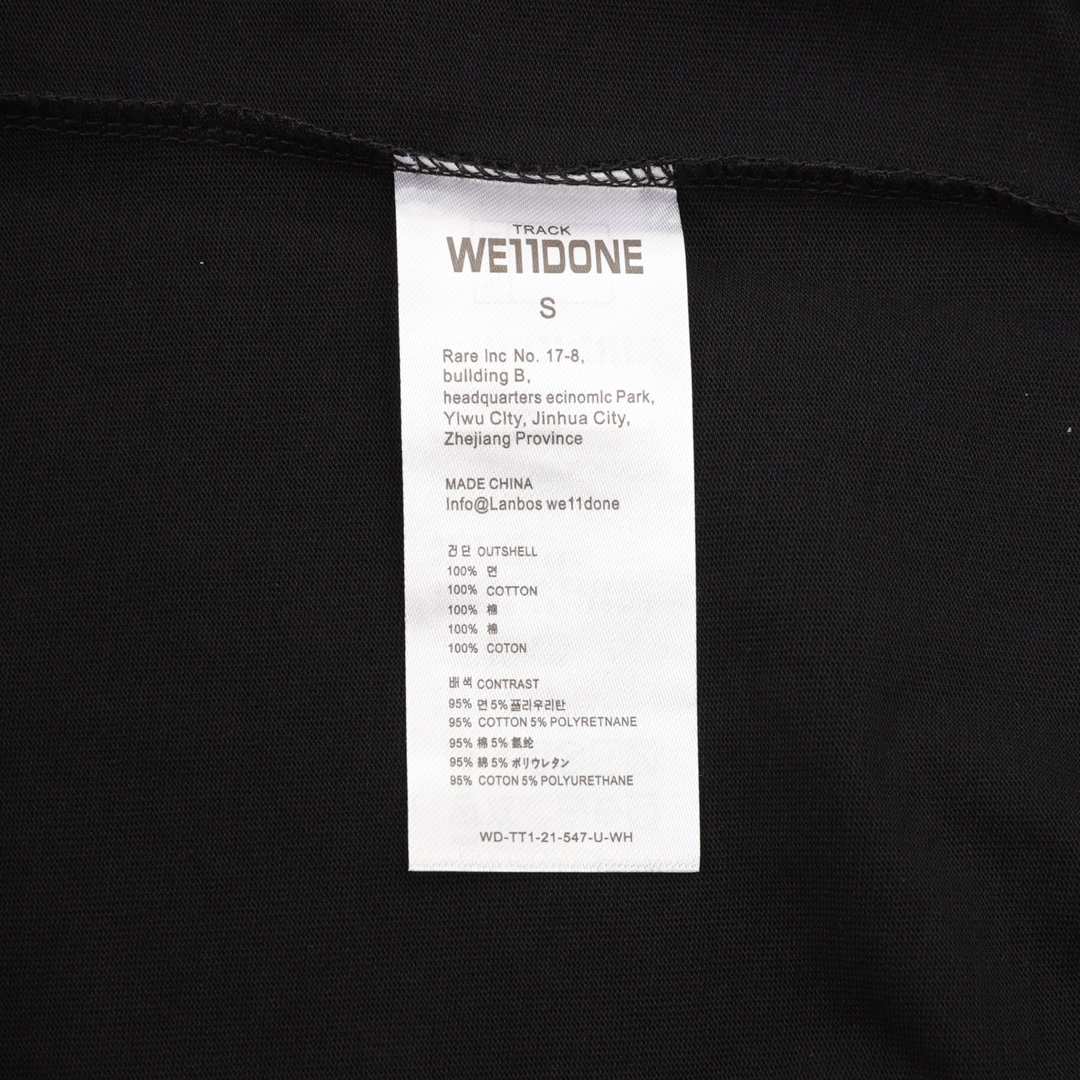 TRACK
WE11DONE
S
Rare Inc No. 17-8,
bullding B,
headquarters ecinomlc Park,
Ylwu Clty, Jinhua City,
Zhejiang Province
MADE CHINA
Info@Lanbos we11done
건단 OUTSHELL
100% 면
100% COTTON
100% 棉
100% 棉
100% COTON
배색 CONTRAST
95% 면 5% 폴리우리탄
95% COTTON 5% POLYRETNANE
95% 棉 5% 氨纶
95% 綿 5% ポリウレタン
95% COTON 5% POLYURETHANE
WD-TT1-21-547-U-WH